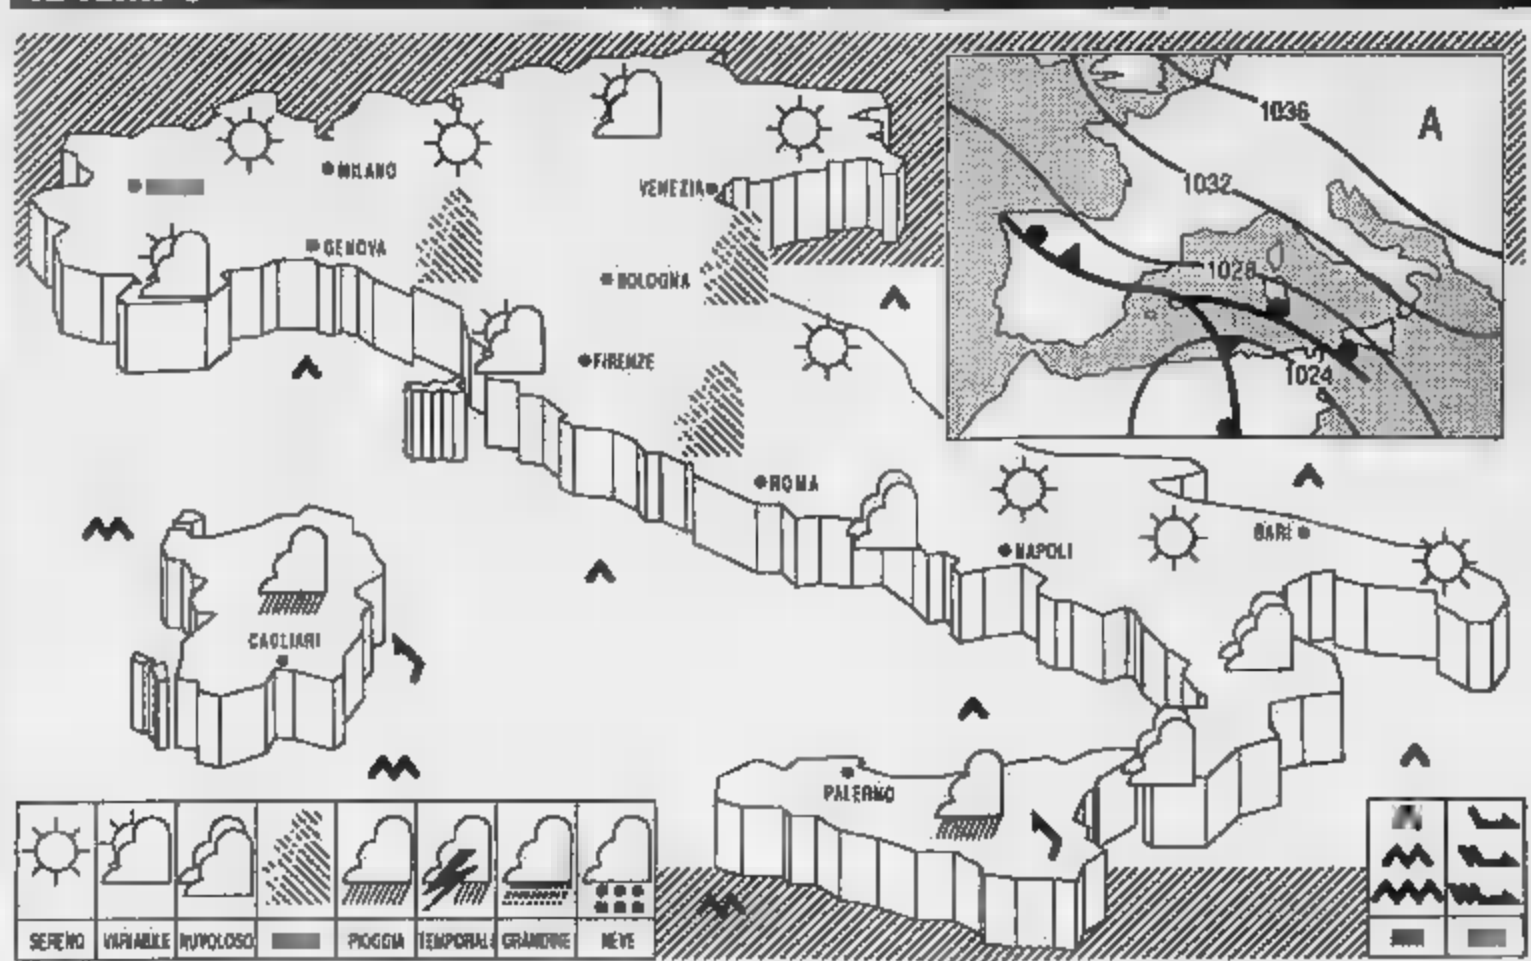 1036
A
MILANO
1032
VENEZIA
GENOVA
1028
BOLOGNA
FIRENZE
1024
ROMA
BARI
NAPOLI
CAGLIARI
PALERMO
SERENO VARIABILE NUVOLOSO PIOGGIA TEMPORALE GRANDINE NEVE